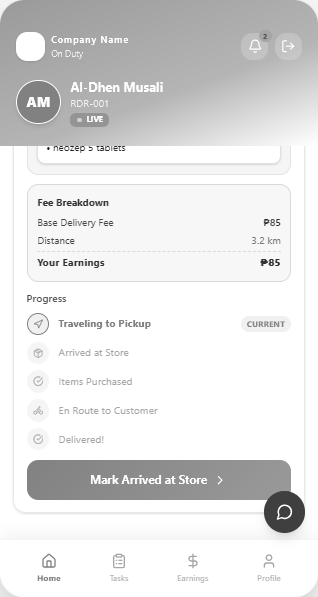 Company Name
On Duty
2
AM
Al-Dhen Musali
RDR-001
LIVE
• neozep 5 tablets
Fee Breakdown
Base Delivery Fee ₱85
Distance 3.2 km
Your Earnings ₱85
Progress
Traveling to Pickup CURRENT
Arrived at Store
Items Purchased
En Route to Customer
Delivered!
Mark Arrived at Store
Home Tasks Earnings Profile